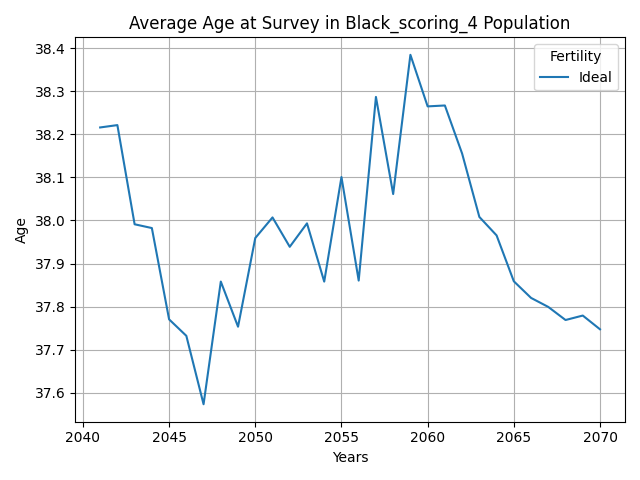 Average Age at Survey in Black_scoring_4 Population
Fertility
Ideal
38.4
38.3
38.2
38.1
38.0
37.9
37.8
37.7
37.6
Age
2040 2045 2050 2055 2060 2065 2070
Years